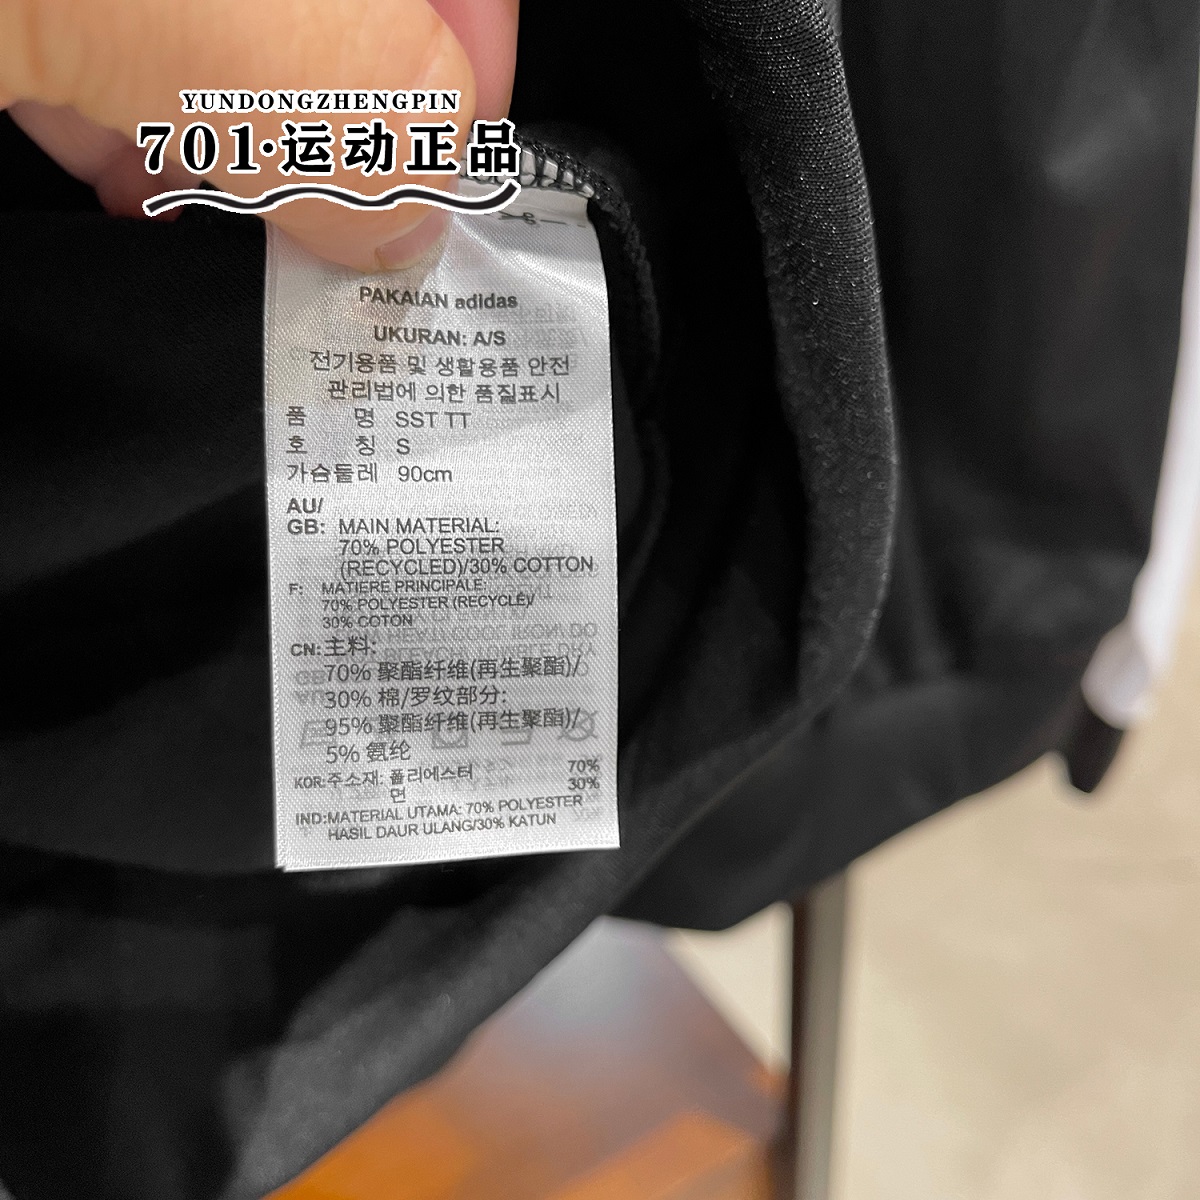 YUNDONGZHENGPIN
701·运动正品
PAKAIAN adidas
UKURAN: A/S
전기용품 및 생활용품 안전
관리법에 의한 품질표시
품 명 SST TT
호 칭 S
가슴둘레 90cm
AU/
GB: MAIN MATERIAL:
70% POLYESTER
(RECYCLED)/30% COTTON
F: MATIERE PRINCIPALE:
70% POLYESTER (RECYCLÉ)/
30% COTON
CN: 主料:
70% 聚酯纤维(再生聚酯)/
30% 棉/罗纹部分:
95% 聚酯纤维(再生聚酯)/
5% 氨纶
KOR: 주소재: 폴리에스터 70%
면 30%
IND: MATERIAL UTAMA: 70% POLYESTER
HASIL DAUR ULANG/30% KATUN